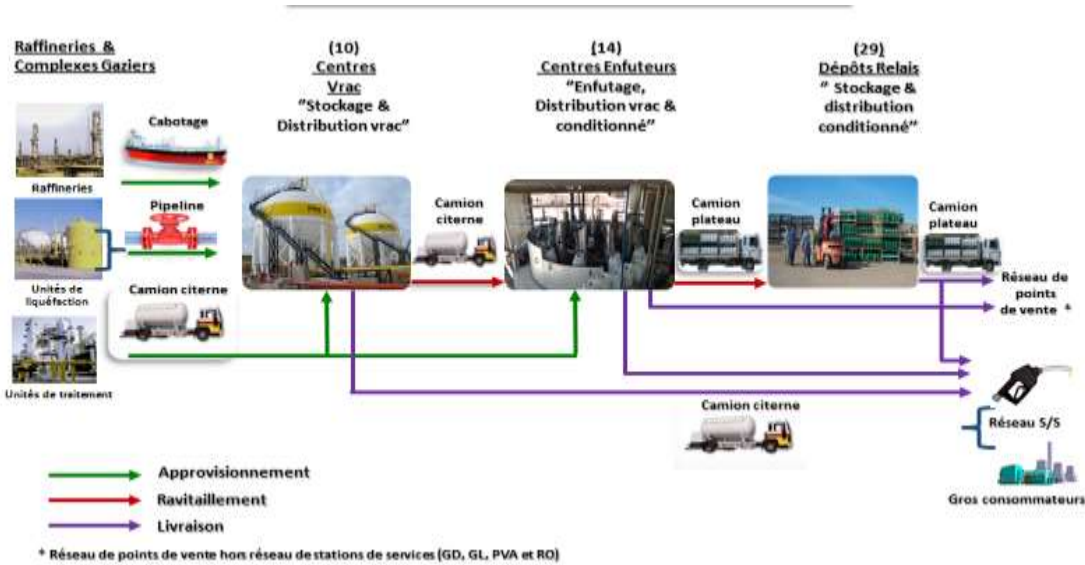 Raffineries &
Complexes Gaziers
(10)
Centres
Vrac
"Stockage &
Distribution vrac"
(14)
Centres Enfuteurs
"Enfutage,
Distribution vrac &
conditionné"
(29)
Dépôts Relais
" Stockage &
distribution
conditionné"
Cabotage
Raffineries
Pipeline
Unités de
liquéfaction
Camion citerne
Unités de traitement
Camion
citerne
Camion
plateau
Camion
plateau
Réseau de
points
de vente *
Camion citerne
Réseau S/S
Gros consommateurs
Approvisionnement
Ravitaillement
Livraison
* Réseau de points de vente hors réseau de stations de services (GD, GL, PVA et RO)